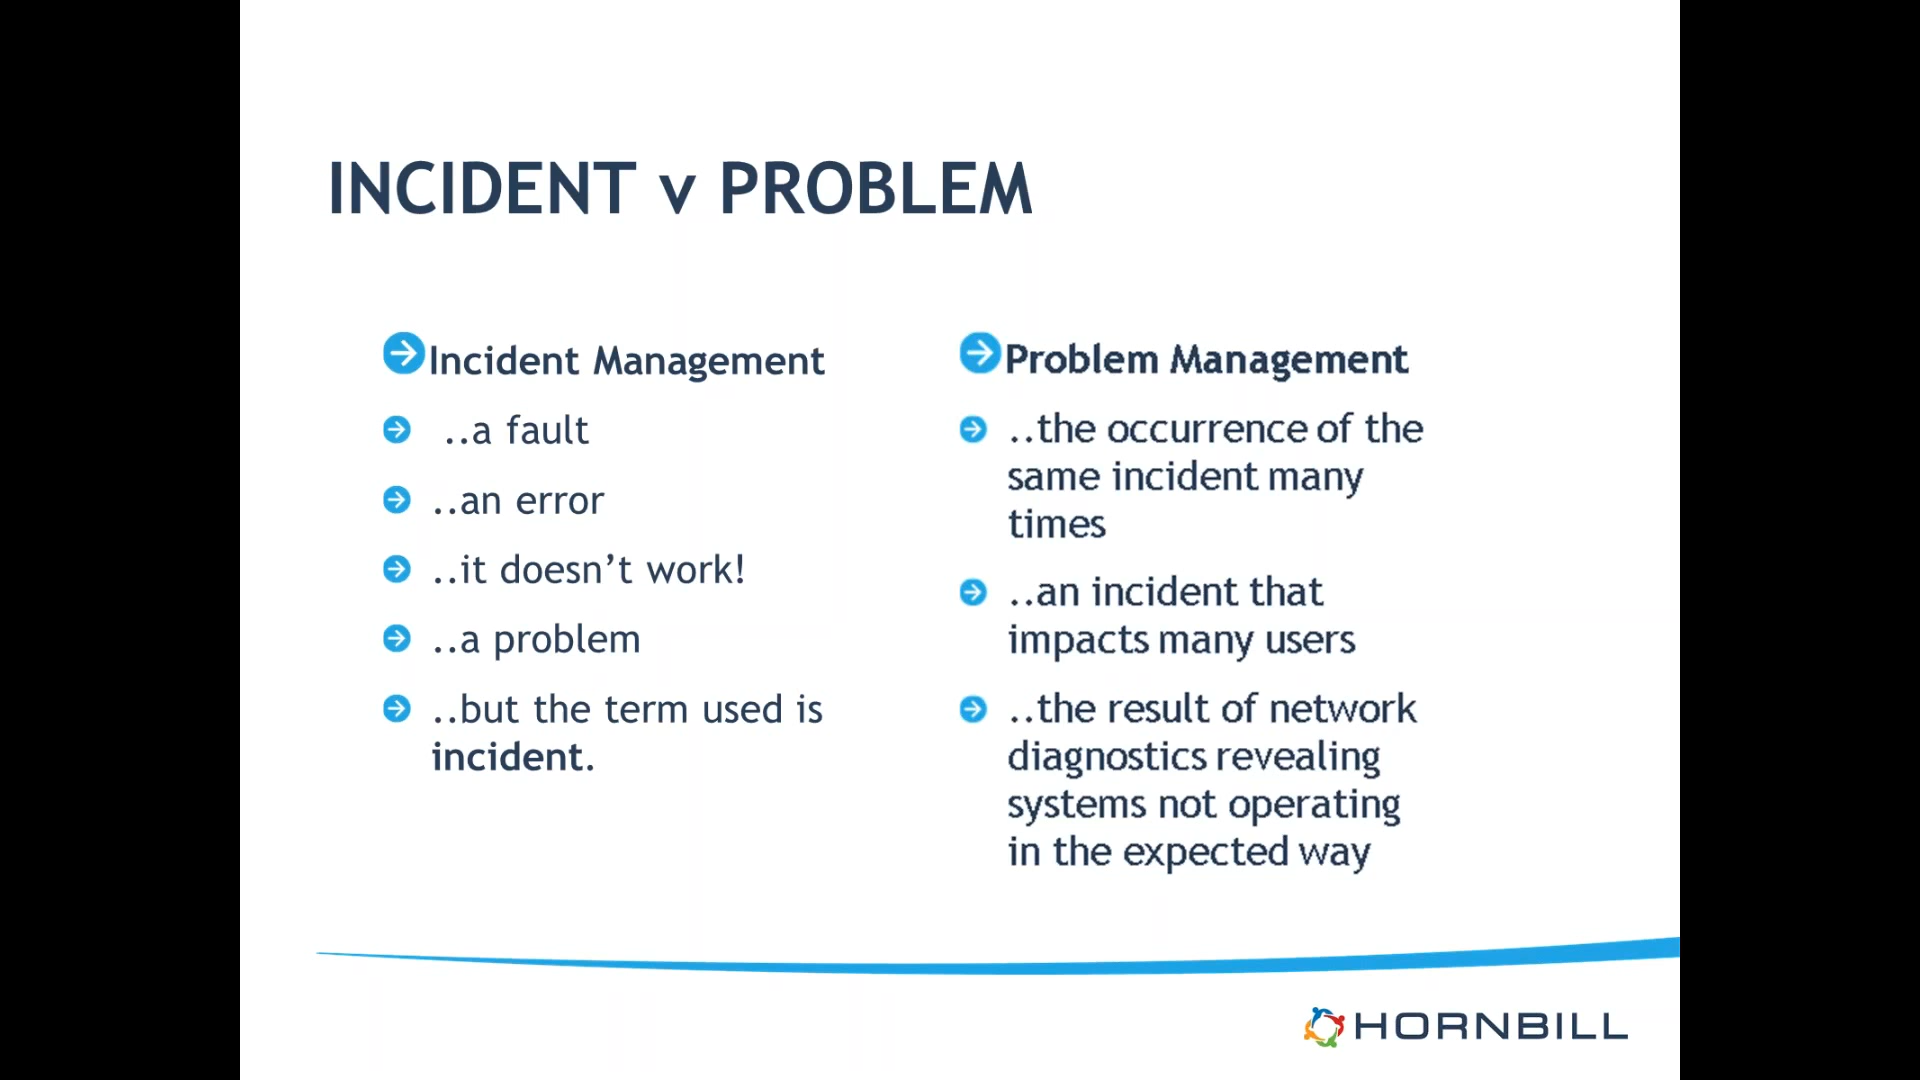 INCIDENT v PROBLEM
Incident Management
..a fault
..an error
..it doesn’t work!
..a problem
..but the term used is
incident.
Problem Management
..the occurrence of the
same incident many
times
..an incident that
impacts many users
..the result of network
diagnostics revealing
systems not operating
in the expected way
HORNBILL